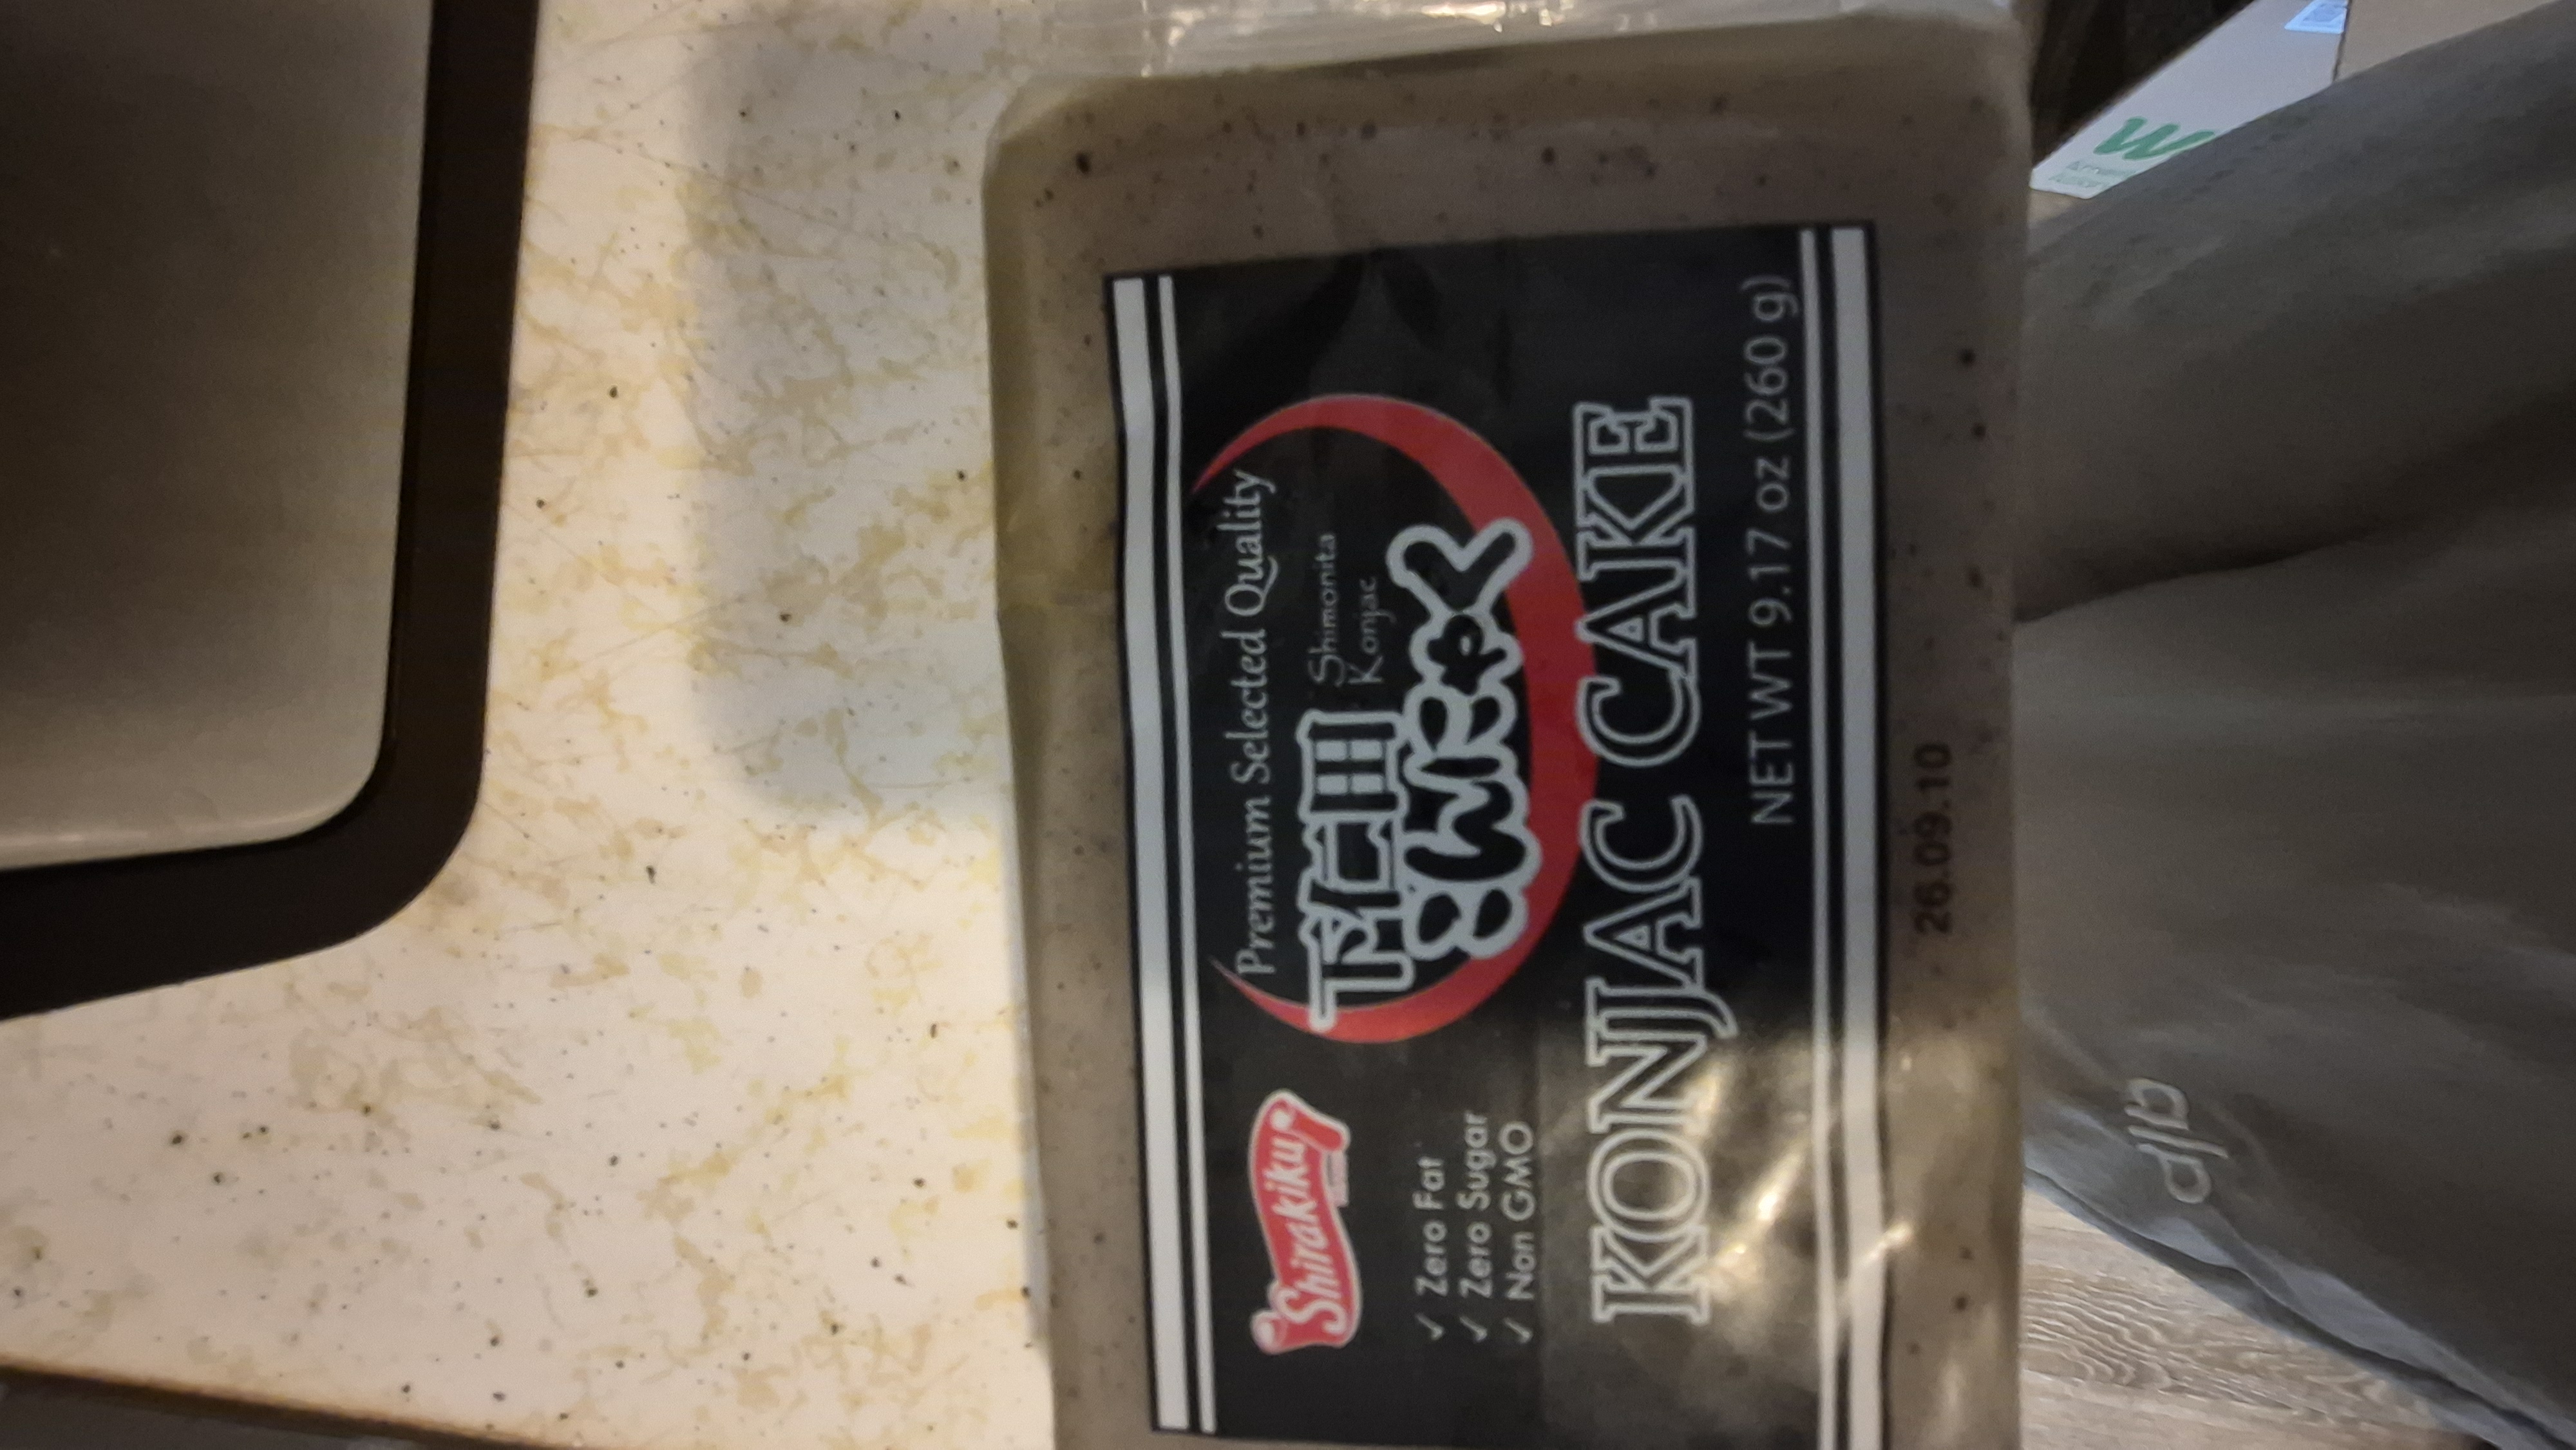 Shirakiku
Premium Selected Quality
下仁田
Shimonita
Konjac
こんにゃく
✓ Zero Fat
✓ Zero Sugar
✓ Non GMO
KONJAC CAKE
NET WT 9.17 oz (260 g)
26.09.10
W